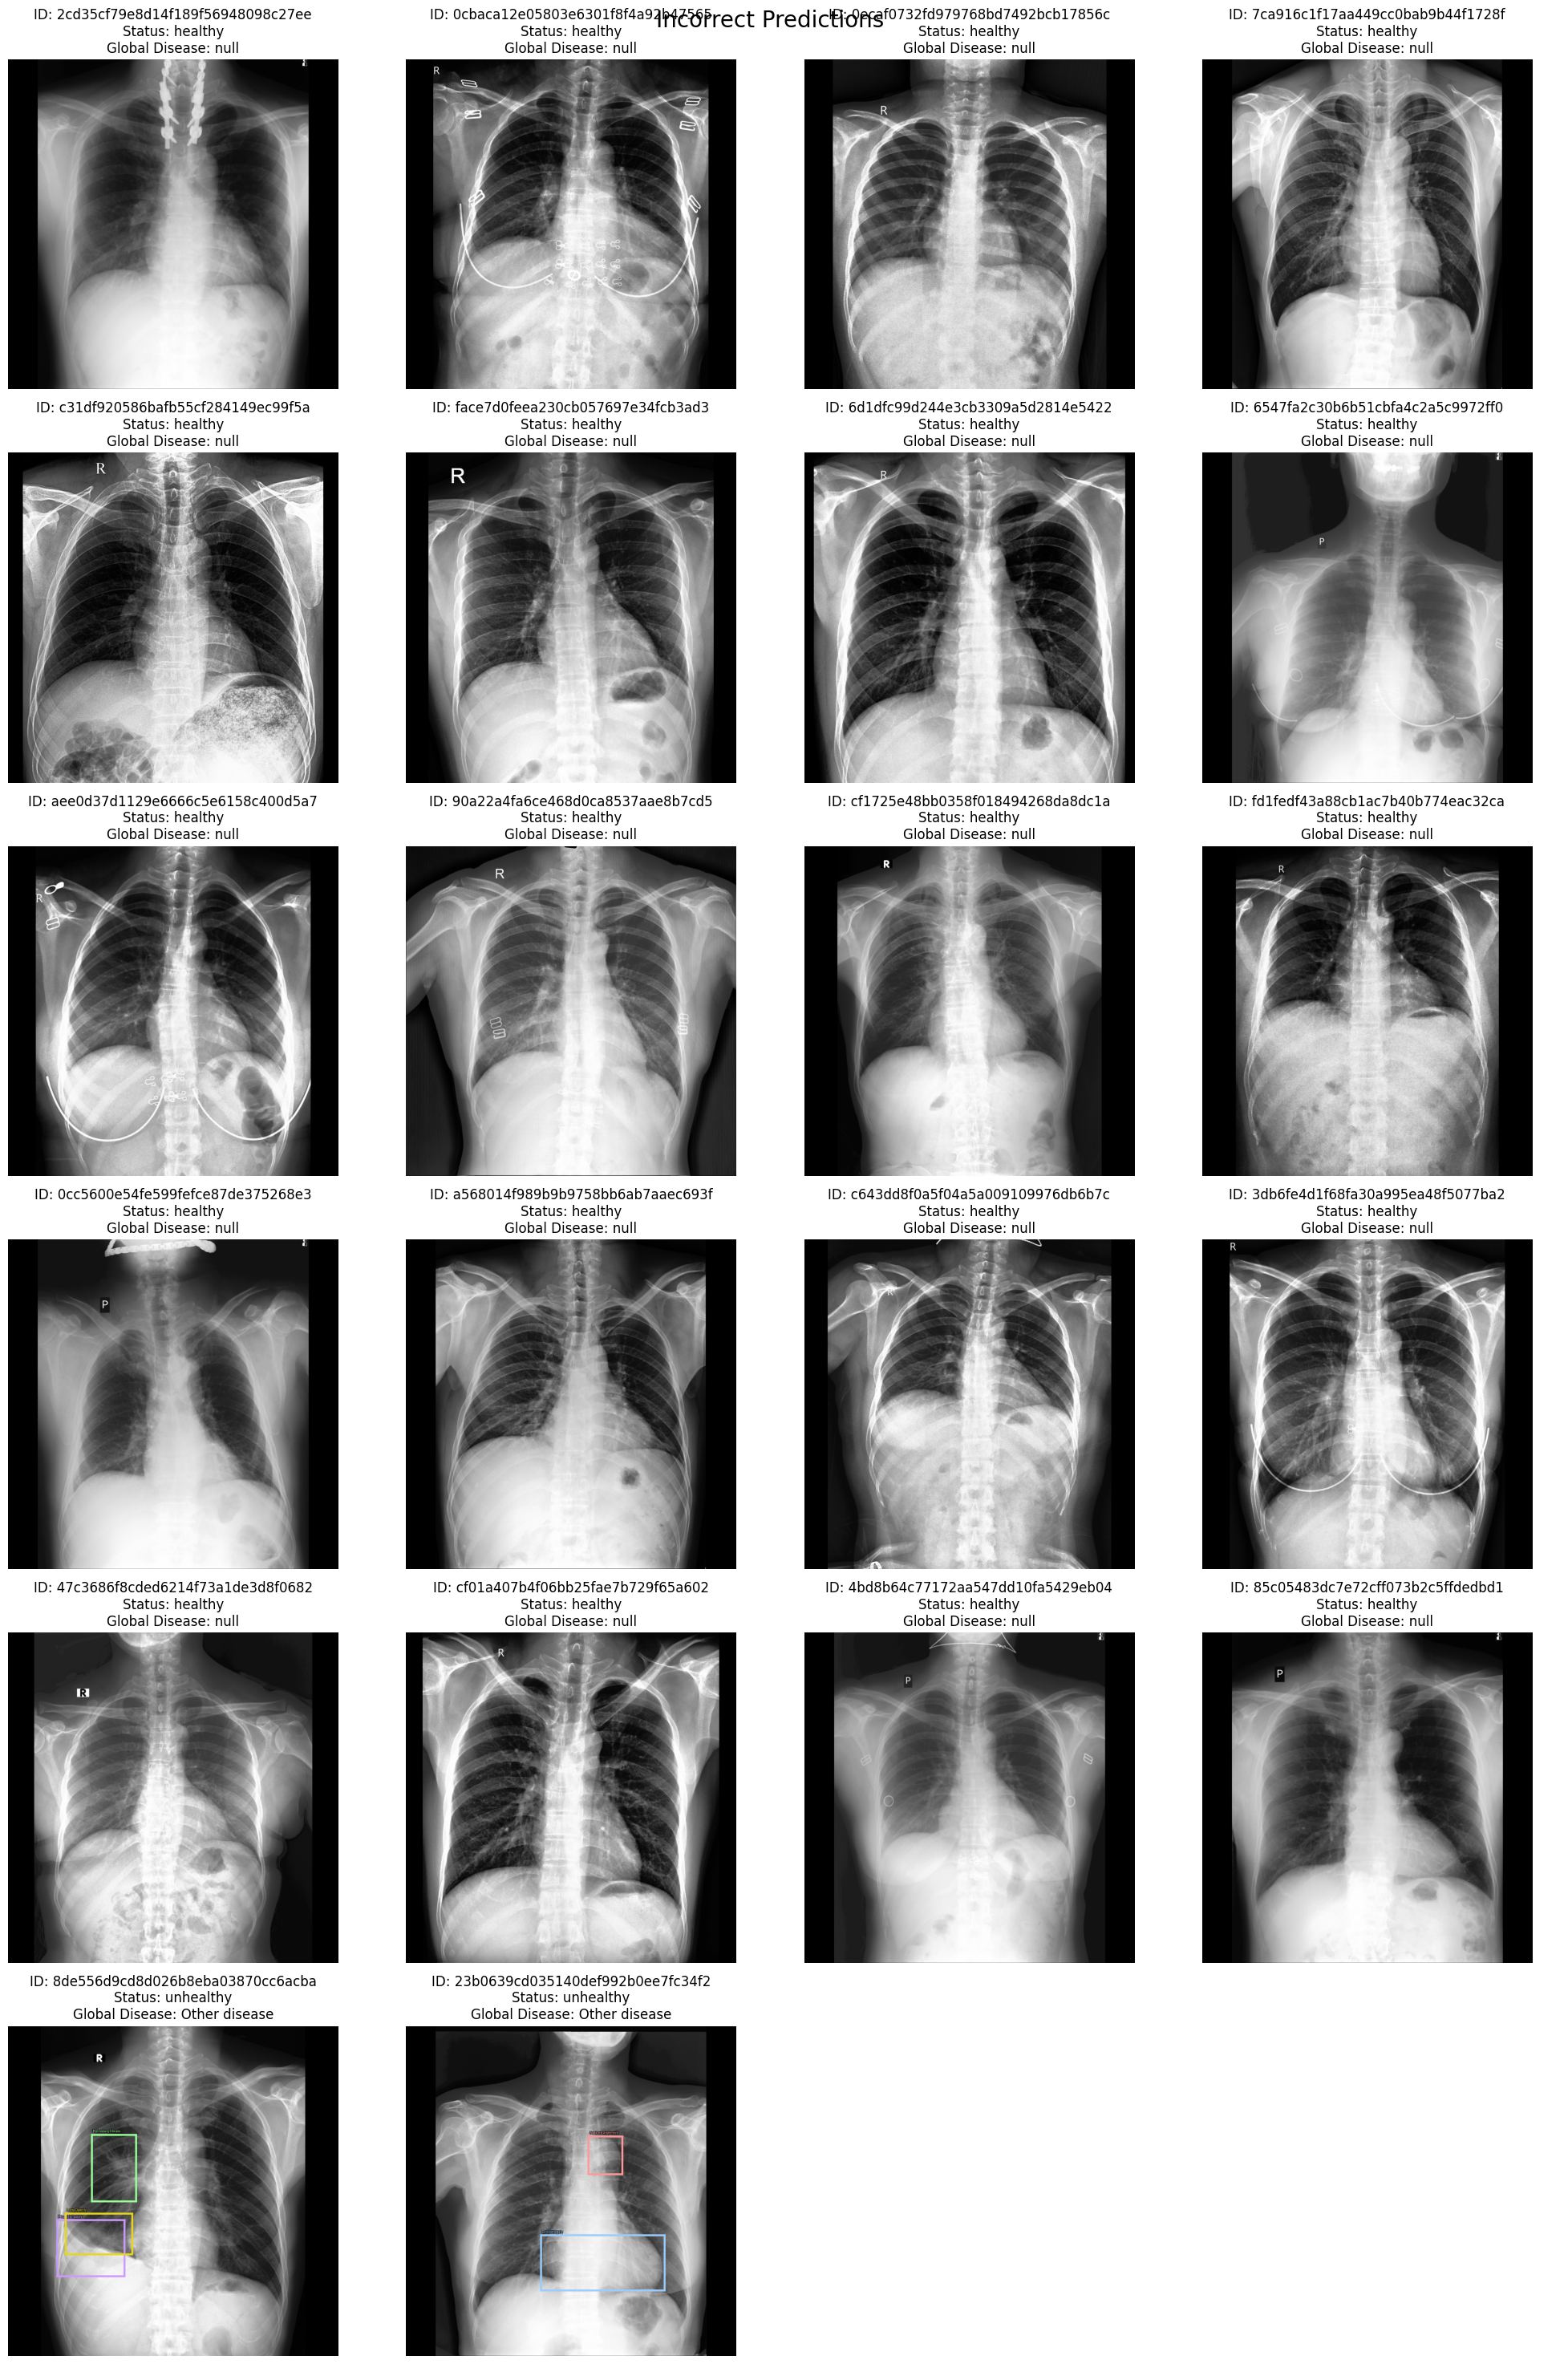 Incorrect Predictions
ID: 2cd35cf79e8d14f189f56948098c27ee
Status: healthy
Global Disease: null
ID: 0cbaca12e05803e6301f8f4a92b47565
Status: healthy
Global Disease: null
ID: 0ecaf0732fd979768bd7492bcb17856c
Status: healthy
Global Disease: null
ID: 7ca916c1f17aa449cc0bab9b44f1728f
Status: healthy
Global Disease: null
R
R
ID: c31df920586bafb55cf284149ec99f5a
Status: healthy
Global Disease: null
ID: face7d0feea230cb057697e34fcb3ad3
Status: healthy
Global Disease: null
ID: 6d1dfc99d244e3cb3309a5d2814e5422
Status: healthy
Global Disease: null
ID: 6547fa2c30b6b51cbfa4c2a5c9972ff0
Status: healthy
Global Disease: null
R
R
R
P
ID: aee0d37d1129e6666c5e6158c400d5a7
Status: healthy
Global Disease: null
ID: 90a22a4fa6ce468d0ca8537aae8b7cd5
Status: healthy
Global Disease: null
ID: cf1725e48bb0358f018494268da8dc1a
Status: healthy
Global Disease: null
ID: fd1fedf43a88cb1ac7b40b774eac32ca
Status: healthy
Global Disease: null
R
R
R
R
ID: 0cc5600e54fe599fefce87de375268e3
Status: healthy
Global Disease: null
ID: a568014f989b9b9758bb6ab7aaec693f
Status: healthy
Global Disease: null
ID: c643dd8f0a5f04a5a009109976db6b7c
Status: healthy
Global Disease: null
ID: 3db6fe4d1f68fa30a995ea48f5077ba2
Status: healthy
Global Disease: null
P
R
ID: 47c3686f8cded6214f73a1de3d8f0682
Status: healthy
Global Disease: null
ID: cf01a407b4f06bb25fae7b729f65a602
Status: healthy
Global Disease: null
ID: 4bd8b64c77172aa547dd10fa5429eb04
Status: healthy
Global Disease: null
ID: 85c05483dc7e72cff073b2c5ffdedbd1
Status: healthy
Global Disease: null
R
R
P
P
ID: 8de556d9cd8d026b8eba03870cc6acba
Status: unhealthy
Global Disease: Other disease
ID: 23b0639cd035140def992b0ee7fc34f2
Status: unhealthy
Global Disease: Other disease
R